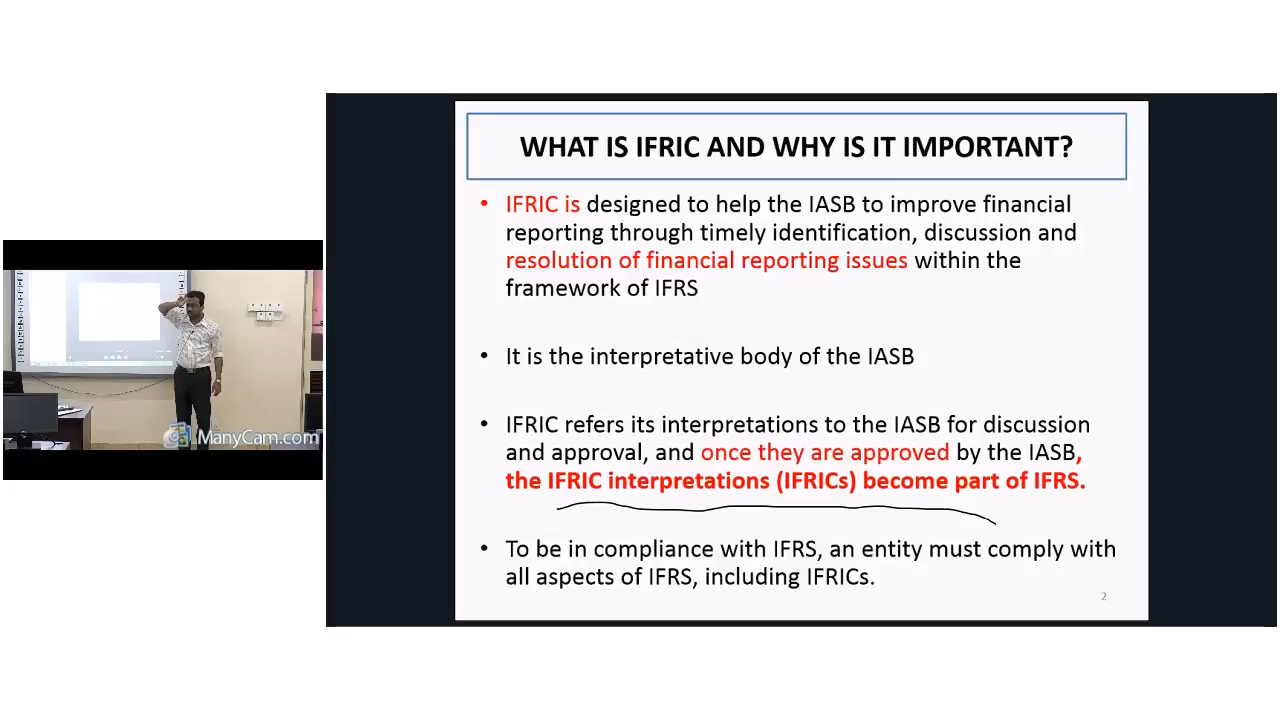 WHAT IS IFRIC AND WHY IS IT IMPORTANT?
• IFRIC is designed to help the IASB to improve financial
reporting through timely identification, discussion and
resolution of financial reporting issues within the
framework of IFRS
• It is the interpretative body of the IASB
• IFRIC refers its interpretations to the IASB for discussion
and approval, and once they are approved by the IASB,
the IFRIC interpretations (IFRICs) become part of IFRS.
• To be in compliance with IFRS, an entity must comply with
all aspects of IFRS, including IFRICs.
2
ManyCam.com